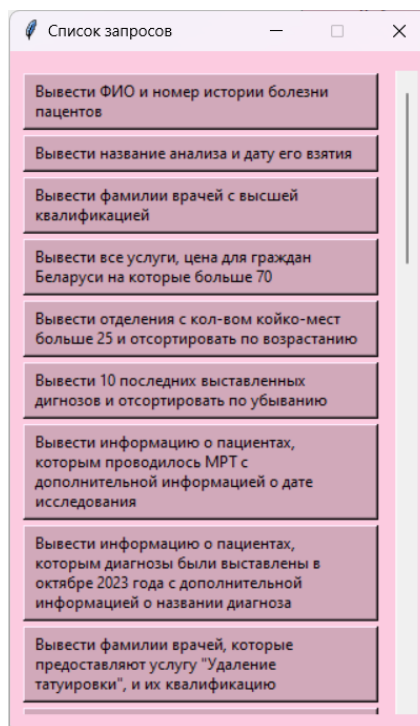 Список запросов
Вывести ФИО и номер истории болезни
пацентов
Вывести название анализа и дату его взятия
Вывести фамилии врачей с высшей
квалификацией
Вывести все услуги, цена для граждан
Беларуси на которые больше 70
Вывести отделения с кол-вом койко-мест
больше 25 и отсортировать по возрастанию
Вывести 10 последних выставленных
дигнозов и отсортировать по убыванию
Вывести информацию о пациентах,
которым проводилось МРТ с
дополнительной информацией о дате
исследования
Вывести информацию о пациентах,
которым диагнозы были выставлены в
октябре 2023 года с дополнительной
информацией о названии диагноза
Вывести фамилии врачей, которые
предоставляют услугу "Удаление
татуировки", и их квалификацию